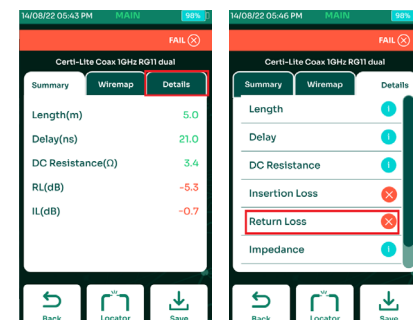 14/08/22 05:43 PM MAIN 98%
FAIL
Certi-Lite Coax 1GHz RG11 dual
Summary Wiremap Details
Length(m) 5.0
Delay(ns) 21.0
DC Resistance(Ω) 3.4
RL(dB) -5.3
IL(dB) -0.7
Back Locator Save
14/08/22 05:46 PM MAIN 98%
FAIL
Certi-Lite Coax 1GHz RG11 dual
Summary Wiremap Details
Length
Delay
DC Resistance
Insertion Loss
Return Loss
Impedance
Back Locator Save